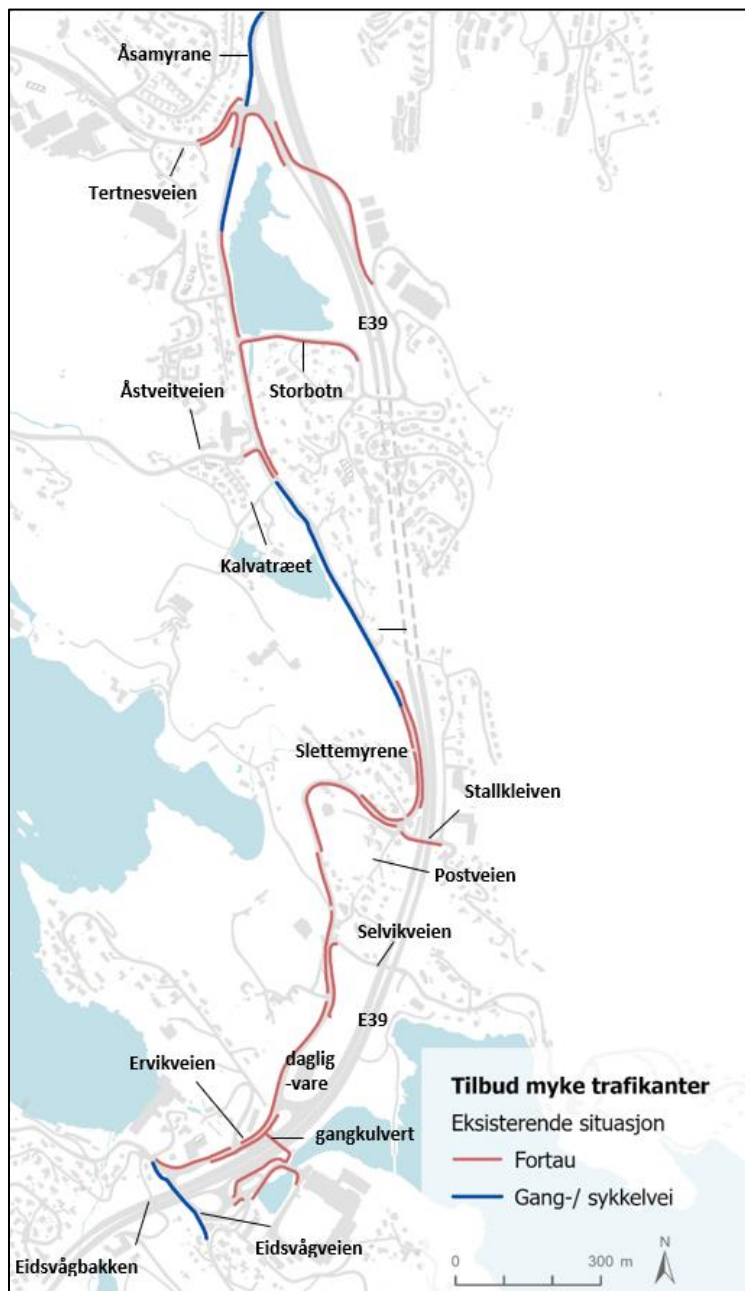 Åsamyrane
Tertnesveien
E39
Åstveitveien
Storbotn
Kalvatræet
Slettemyrene
Stallkleiven
Postveien
Selvikveien
E39
daglig
-vare
Ervikveien
gangkulvert
Eidsvågveien
Eidsvågbakken
Tilbud myke trafikanter
Eksisterende situasjon
Fortau
Gang-/ sykkelvei
0 300 m
N